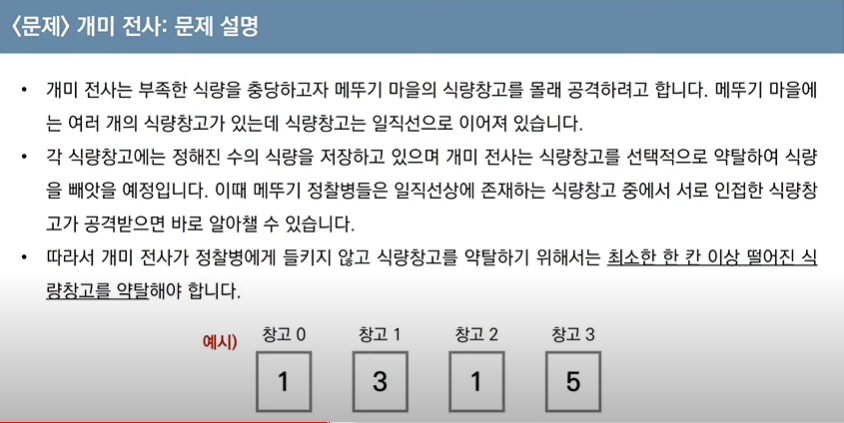 〈문제〉 개미 전사: 문제 설명
• 개미 전사는 부족한 식량을 충당하고자 메뚜기 마을의 식량창고를 몰래 공격하려고 합니다. 메뚜기 마을에
는 여러 개의 식량창고가 있는데 식량창고는 일직선으로 이어져 있습니다.
• 각 식량창고에는 정해진 수의 식량을 저장하고 있으며 개미 전사는 식량창고를 선택적으로 약탈하여 식량
을 빼앗을 예정입니다. 이때 메뚜기 정찰병들은 일직선상에 존재하는 식량창고 중에서 서로 인접한 식량창
고가 공격받으면 바로 알아챌 수 있습니다.
• 따라서 개미 전사가 정찰병에게 들키지 않고 식량창고를 약탈하기 위해서는 최소한 한 칸 이상 떨어진 식
량창고를 약탈해야 합니다.
예시) 창고 0 창고 1 창고 2 창고 3
1 3 1 5